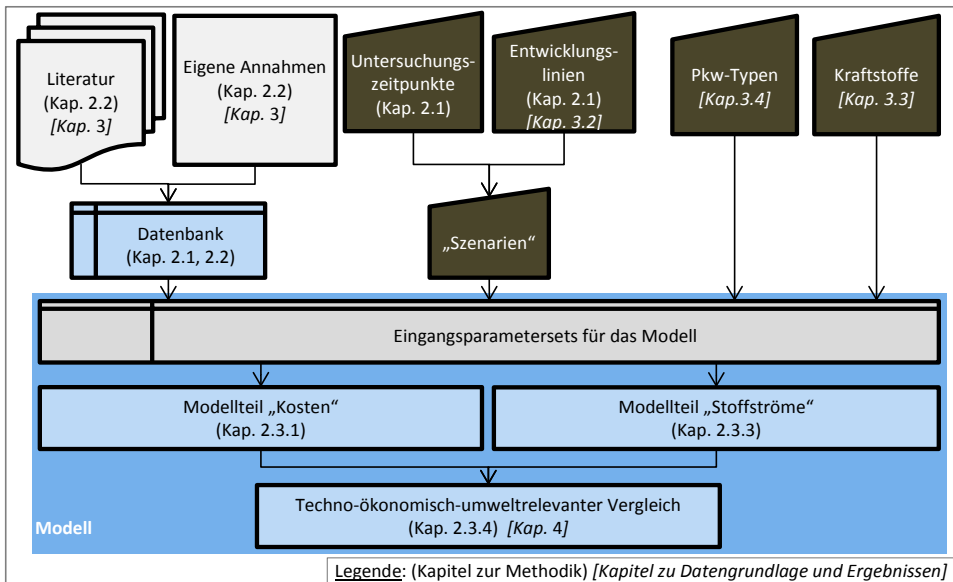 Literatur
(Kap. 2.2)
[Kap. 3]
Eigene Annahmen
(Kap. 2.2)
[Kap. 3]
Untersuchungs-
zeitpunkte
(Kap. 2.1)
Entwicklungs-
linien
(Kap. 2.1)
[Kap. 3.2]
Pkw-Typen
[Kap.3.4]
Kraftstoffe
[Kap. 3.3]
Datenbank
(Kap. 2.1, 2.2)
„Szenarien“
Eingangsparametersets für das Modell
Modellteil „Kosten“
(Kap. 2.3.1)
Modellteil „Stoffströme“
(Kap. 2.3.3)
Techno-ökonomisch-umweltrelevanter Vergleich
(Kap. 2.3.4) [Kap. 4]
Modell
Legende: (Kapitel zur Methodik) [Kapitel zu Datengrundlage und Ergebnissen]